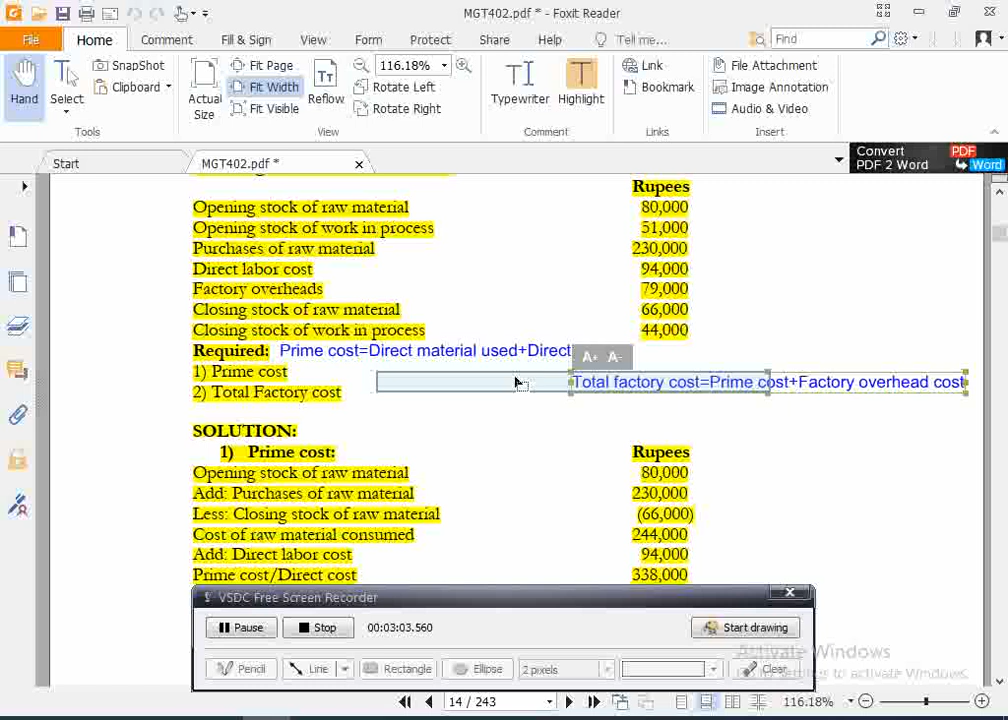 MGT402.pdf * - Foxit Reader
File Home Comment Fill & Sign View Form Protect Share Help Tell me... Find
Hand
Select
SnapShot
Clipboard
Tools
Actual Size
Fit Page
Fit Width
Fit Visible
Reflow
116.18%
Rotate Left
Rotate Right
View
Typewriter
Highlight
Comment
Link
Bookmark
Links
File Attachment
Image Annotation
Audio & Video
Insert
Start
MGT402.pdf *
Convert PDF
PDF 2 Word Word
Rupees
Opening stock of raw material 80,000
Opening stock of work in process 51,000
Purchases of raw material 230,000
Direct labor cost 94,000
Factory overheads 79,000
Closing stock of raw material 66,000
Closing stock of work in process 44,000
Required: Prime cost=Direct material used+Direct A+ A-
1) Prime cost
Total factory cost=Prime cost+Factory overhead cost
2) Total Factory cost
SOLUTION:
1) Prime cost: Rupees
Opening stock of raw material 80,000
Add: Purchases of raw material 230,000
Less: Closing stock of raw material (66,000)
Cost of raw material consumed 244,000
Add: Direct labor cost 94,000
Prime cost/Direct cost 338,000
VSDC Free Screen Recorder
Pause Stop 00:03:03.560 Start drawing
Pencil Line Rectangle Ellipse 2 pixels Clear
Activate Windows
Go to Settings to activate Windows.
14 / 243 116.18%